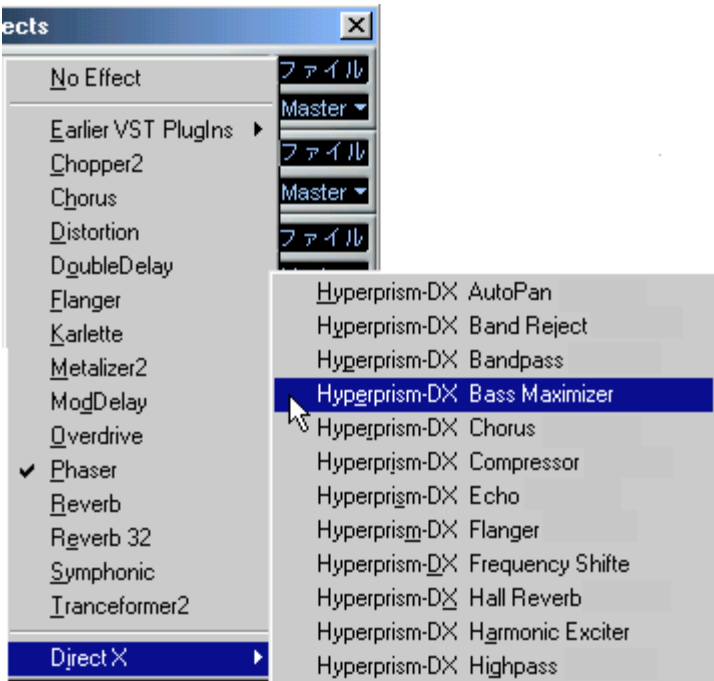 ects
No Effect
Earlier VST PlugIns
Chopper2
Chorus
Distortion
DoubleDelay
Flanger
Karlette
Metalizer2
ModDelay
Overdrive
Phaser
Reverb
Reverb 32
Symphonic
Tranceformer2
Direct X
ファイル
Master
ファイル
Master
ファイル
Hyperprism-DX AutoPan
Hyperprism-DX Band Reject
Hyperprism-DX Bandpass
Hyperprism-DX Bass Maximizer
Hyperprism-DX Chorus
Hyperprism-DX Compressor
Hyperprism-DX Echo
Hyperprism-DX Flanger
Hyperprism-DX Frequency Shifte
Hyperprism-DX Hall Reverb
Hyperprism-DX Harmonic Exciter
Hyperprism-DX Highpass